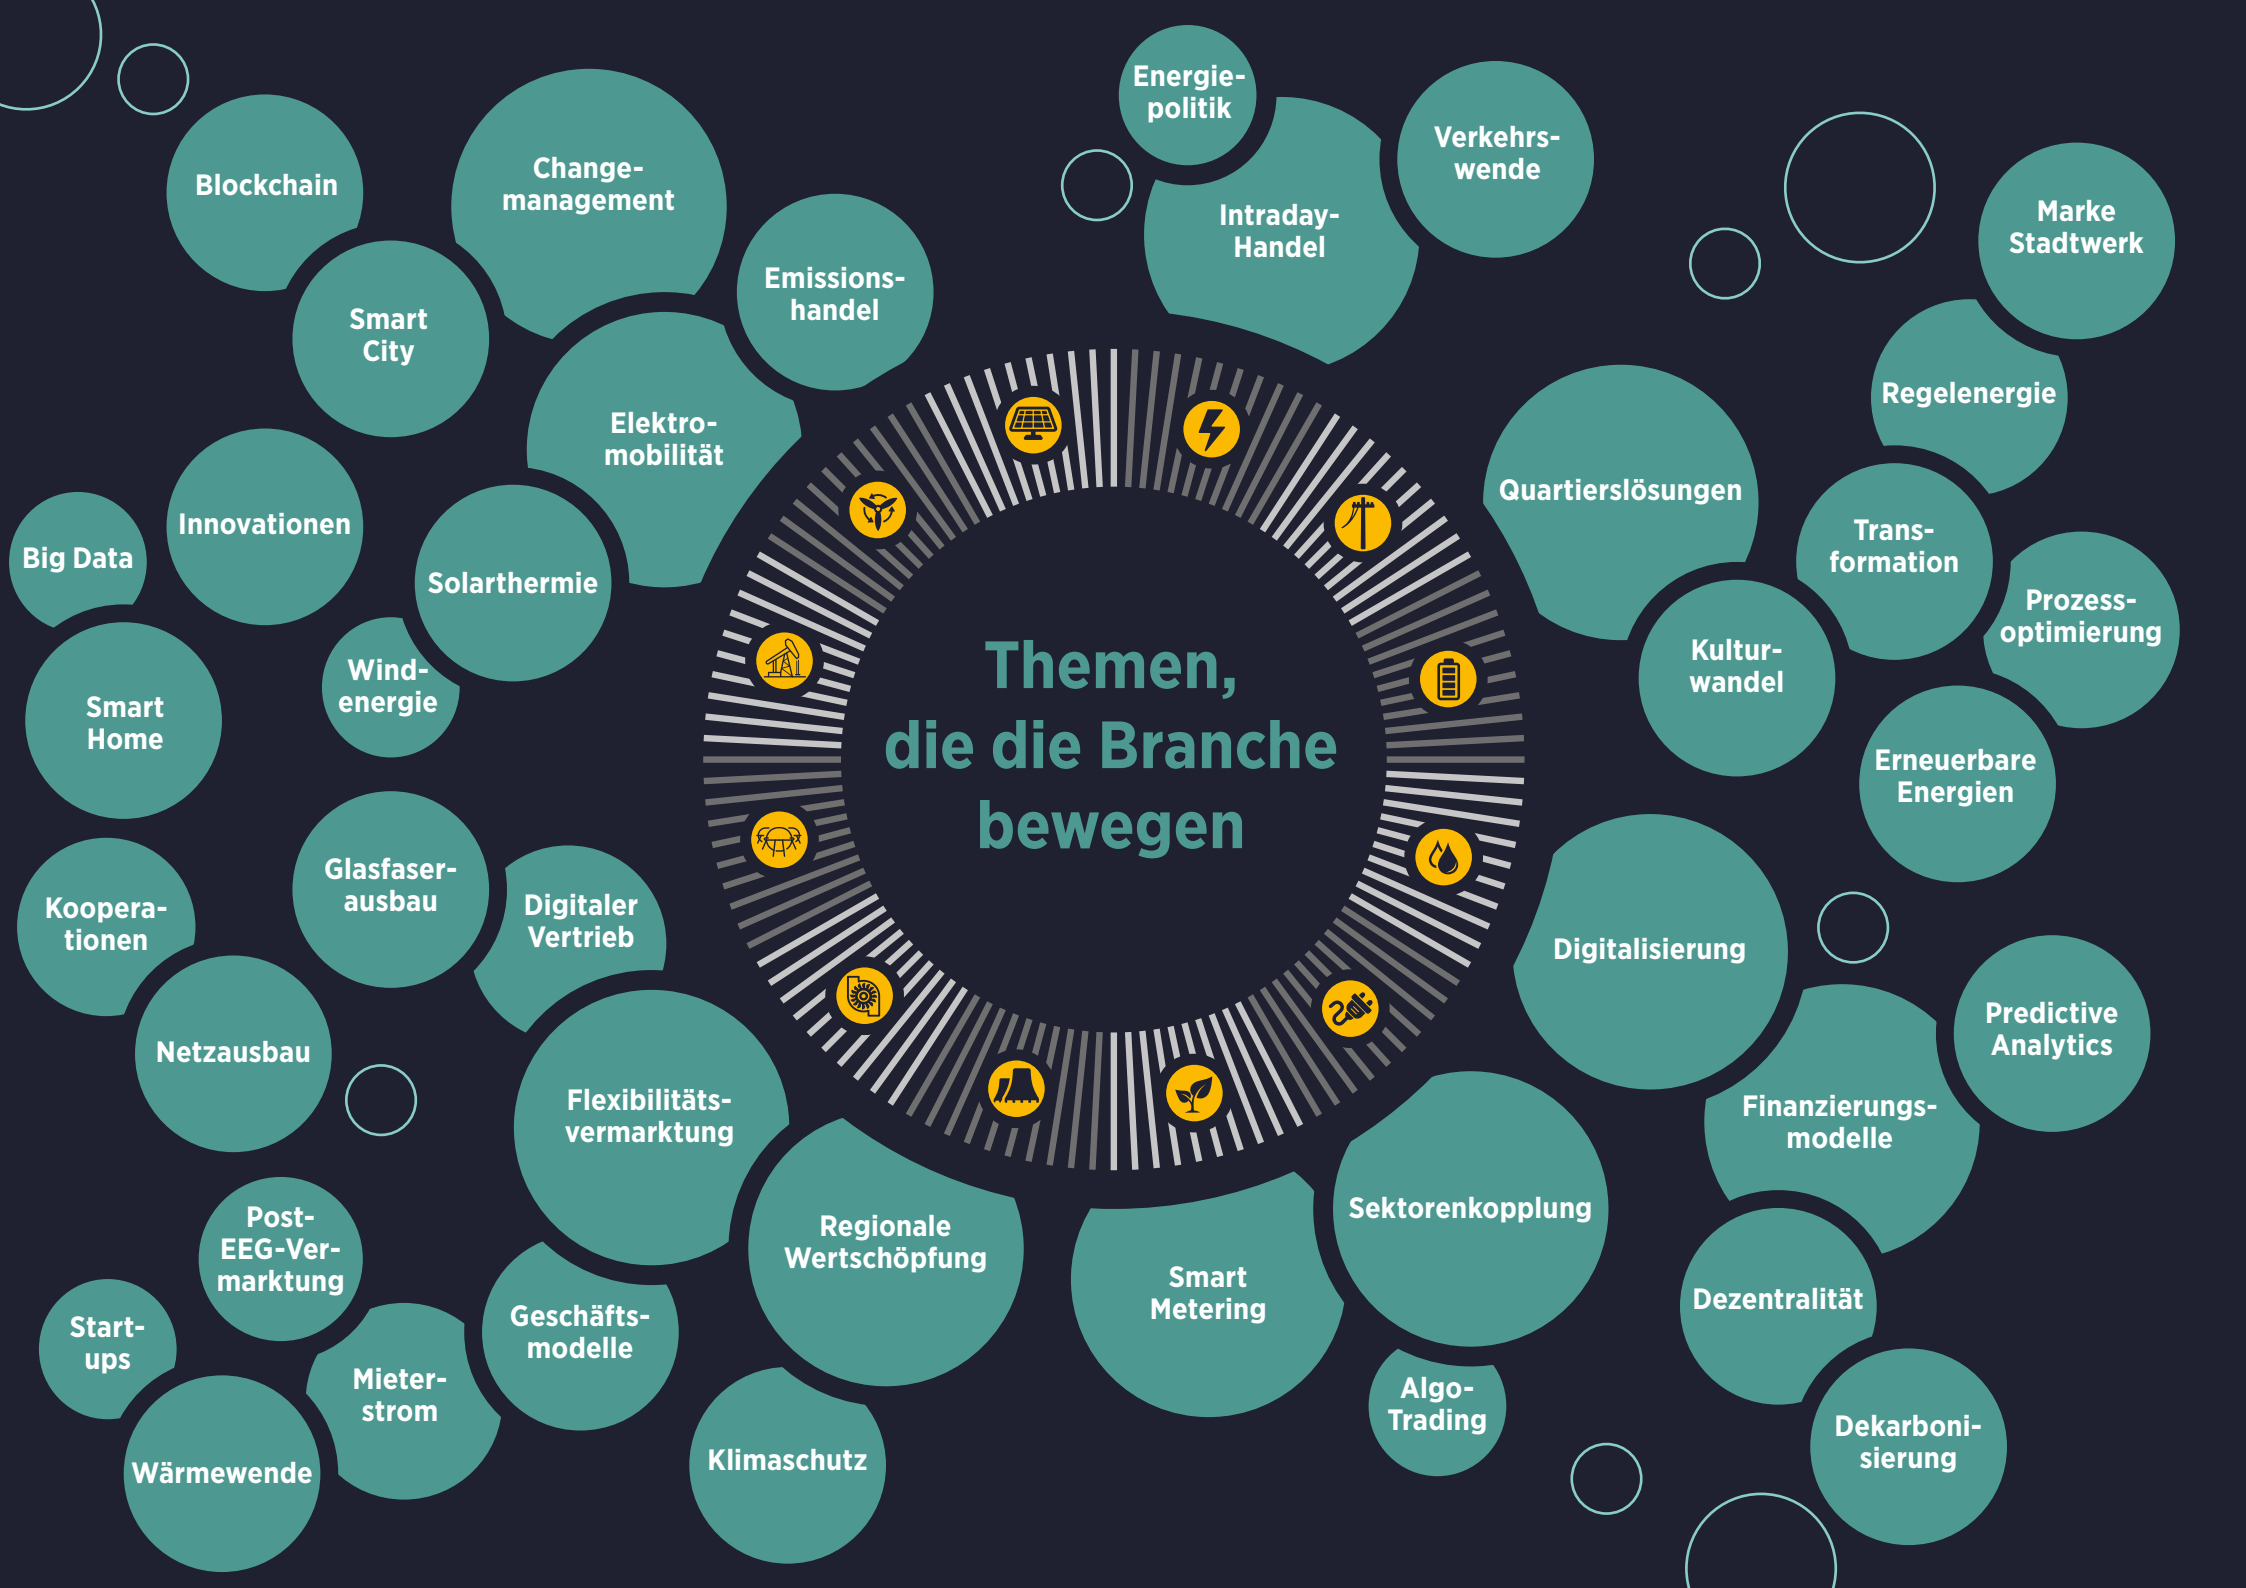 Energie-
politik
Verkehrs-
wende
Change-
management
Blockchain
Intraday-
Handel
Marke
Stadtwerk
Emissions-
handel
Smart
City
Regelenergie
Elektro-
mobilität
Quartierslösungen
Innovationen
Trans-
formation
Big Data
Solarthermie
Prozess-
optimierung
Kultur-
wandel
Wind-
energie
Smart
Home
Themen,
die die Branche
bewegen
Erneuerbare
Energien
Glasfaser-
ausbau
Digitaler
Vertrieb
Koopera-
tionen
Digitalisierung
Predictive
Analytics
Netzausbau
Flexibilitäts-
vermarktung
Finanzierungs-
modelle
Sektorenkopplung
Post-
EEG-Ver-
marktung
Regionale
Wertschöpfung
Smart
Metering
Dezentralität
Geschäfts-
modelle
Start-
ups
Mieter-
strom
Algo-
Trading
Dekarboni-
sierung
Klimaschutz
Wärmewende